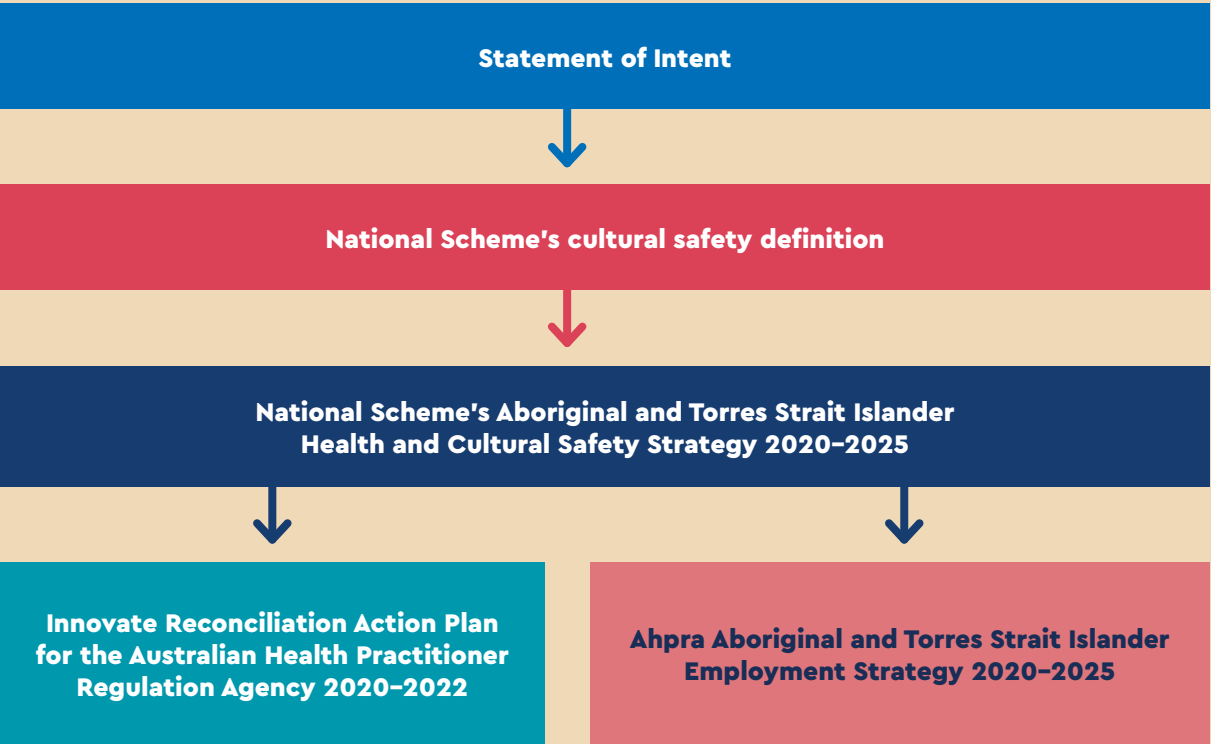 Statement of Intent
National Scheme's cultural safety definition
National Scheme's Aboriginal and Torres Strait Islander
Health and Cultural Safety Strategy 2020–2025
Innovate Reconciliation Action Plan
for the Australian Health Practitioner
Regulation Agency 2020–2022
Ahpra Aboriginal and Torres Strait Islander
Employment Strategy 2020–2025